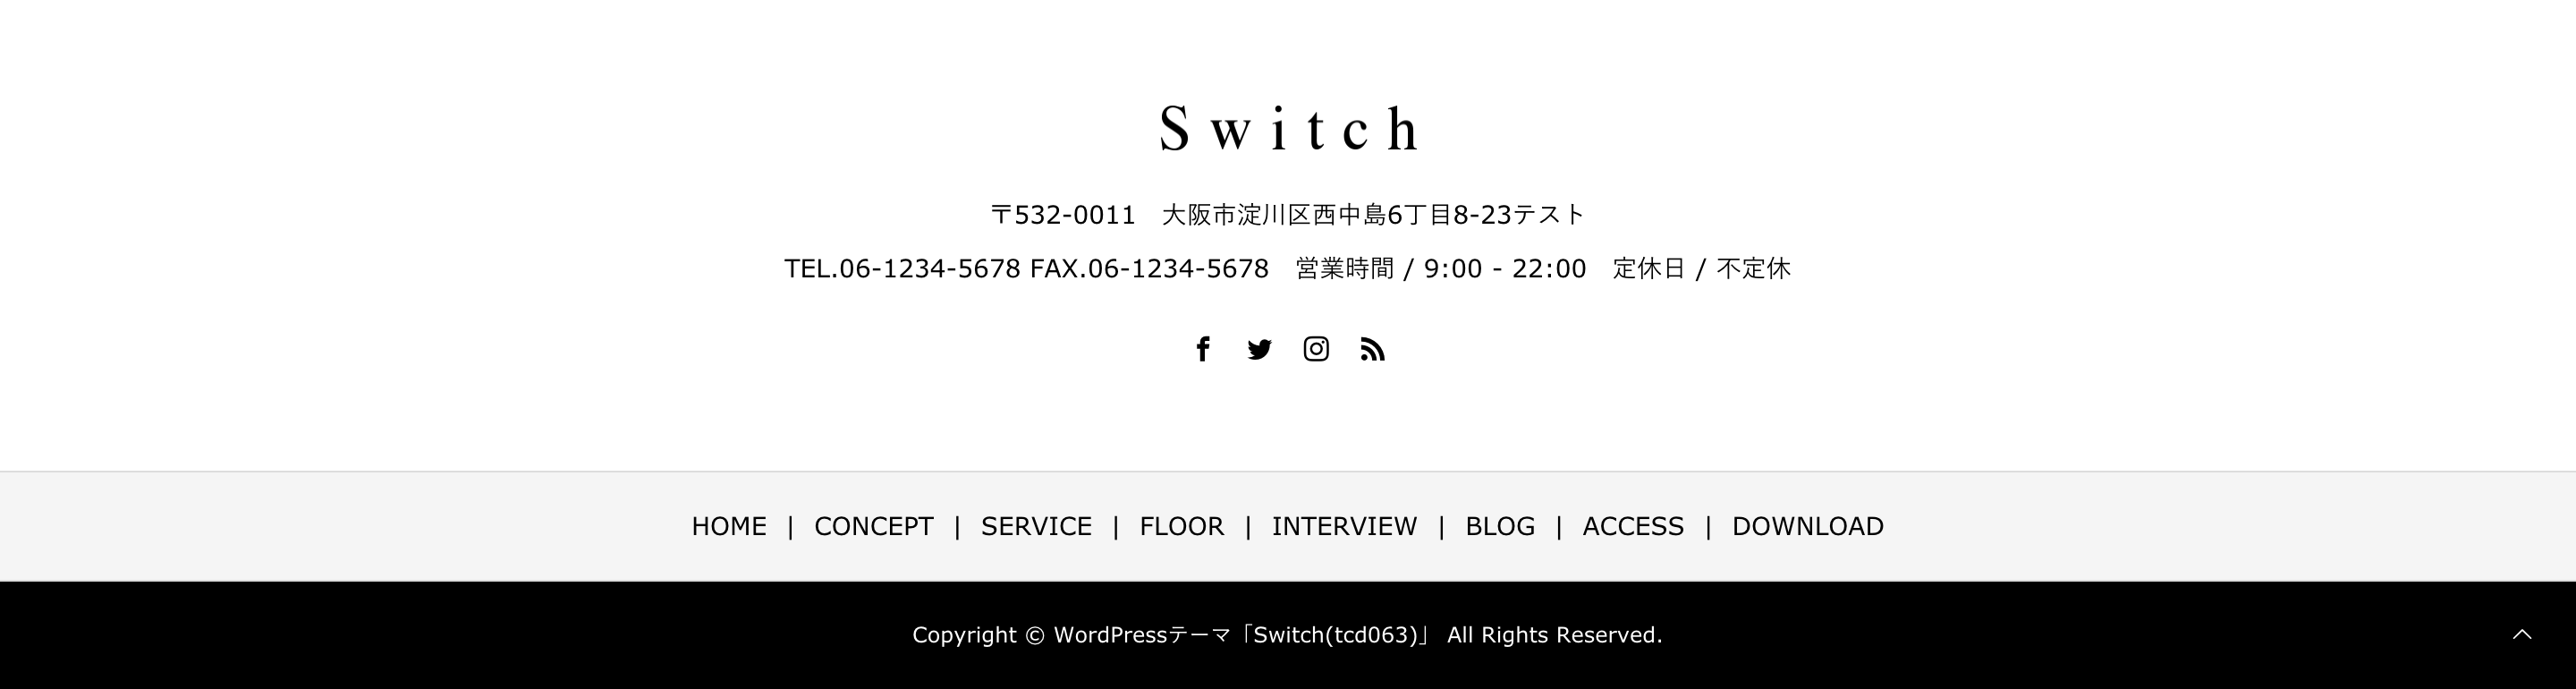 Switch
〒532-0011　大阪市淀川区西中島6丁目8-23テスト
TEL.06-1234-5678 FAX.06-1234-5678　営業時間 / 9:00 - 22:00　定休日 / 不定休
HOME | CONCEPT | SERVICE | FLOOR | INTERVIEW | BLOG | ACCESS | DOWNLOAD
Copyright © WordPressテーマ「Switch(tcd063)」 All Rights Reserved.